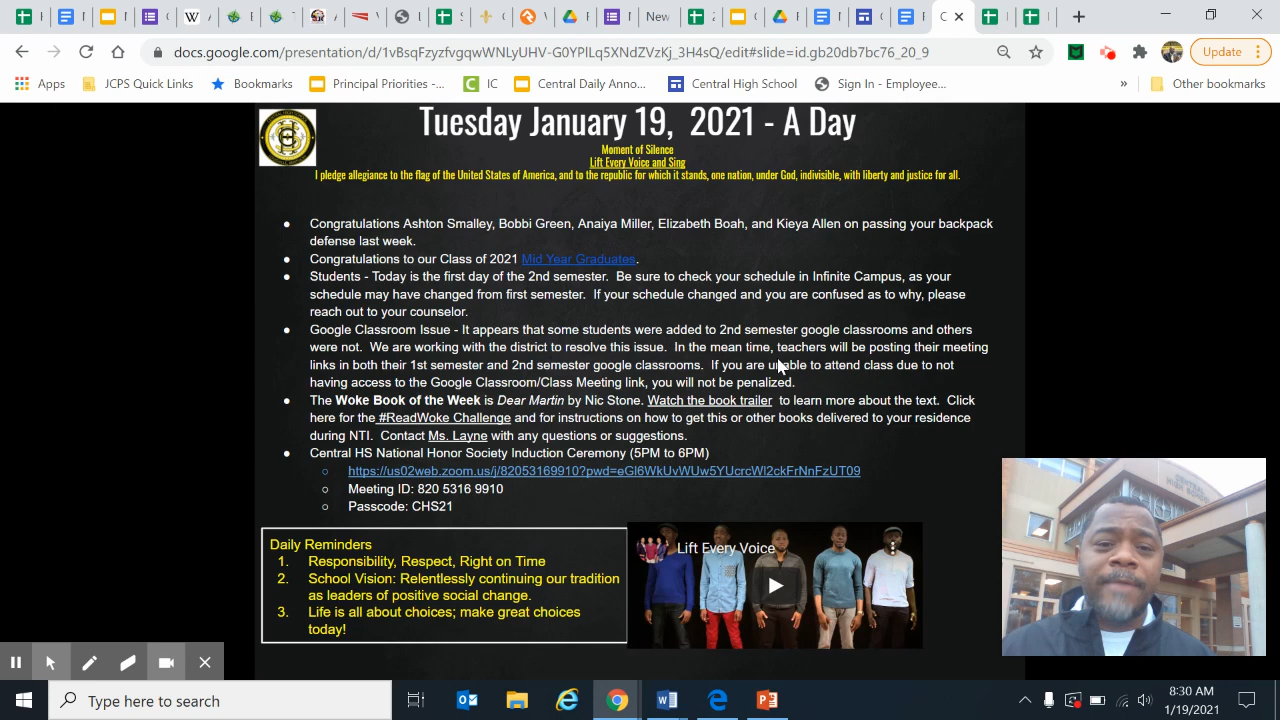 New
Update
docs.google.com/presentation/d/1vBsqFzyzfvgqwWNLyUHV-G0YPILq5XNdZVzKj_3H4sQ/edit#slide=id.gb20db7bc76_20_9
Apps
JCPS Quick Links
Bookmarks
Principal Priorities -...
IC
Central Daily Anno...
Central High School
Sign In - Employee...
»
Other bookmarks
Tuesday January 19, 2021 - A Day
Moment of Silence
Lift Every Voice and Sing
I pledge allegiance to the flag of the United States of America, and to the republic for which it stands, one nation, under God, indivisible, with liberty and justice for all.
● Congratulations Ashton Smalley, Bobbi Green, Anaiya Miller, Elizabeth Boah, and Kieya Allen on passing your backpack
defense last week.
● Congratulations to our Class of 2021 Mid Year Graduates.
● Students - Today is the first day of the 2nd semester. Be sure to check your schedule in Infinite Campus, as your
schedule may have changed from first semester. If your schedule changed and you are confused as to why, please
reach out to your counselor.
● Google Classroom Issue - It appears that some students were added to 2nd semester google classrooms and others
were not. We are working with the district to resolve this issue. In the mean time, teachers will be posting their meeting
links in both their 1st semester and 2nd semester google classrooms. If you are unable to attend class due to not
having access to the Google Classroom/Class Meeting link, you will not be penalized.
● The Woke Book of the Week is Dear Martin by Nic Stone. Watch the book trailer to learn more about the text. Click
here for the #ReadWoke Challenge and for instructions on how to get this or other books delivered to your residence
during NTI. Contact Ms. Layne with any questions or suggestions.
● Central HS National Honor Society Induction Ceremony (5PM to 6PM)
○ https://us02web.zoom.us/j/82053169910?pwd=eGl6WkUvWUw5YUcrcWl2ckFrNnFzUT09
○ Meeting ID: 820 5316 9910
○ Passcode: CHS21
Daily Reminders
1. Responsibility, Respect, Right on Time
2. School Vision: Relentlessly continuing our tradition
as leaders of positive social change.
3. Life is all about choices; make great choices
today!
Lift Every Voice
Type here to search
8:30 AM
1/19/2021